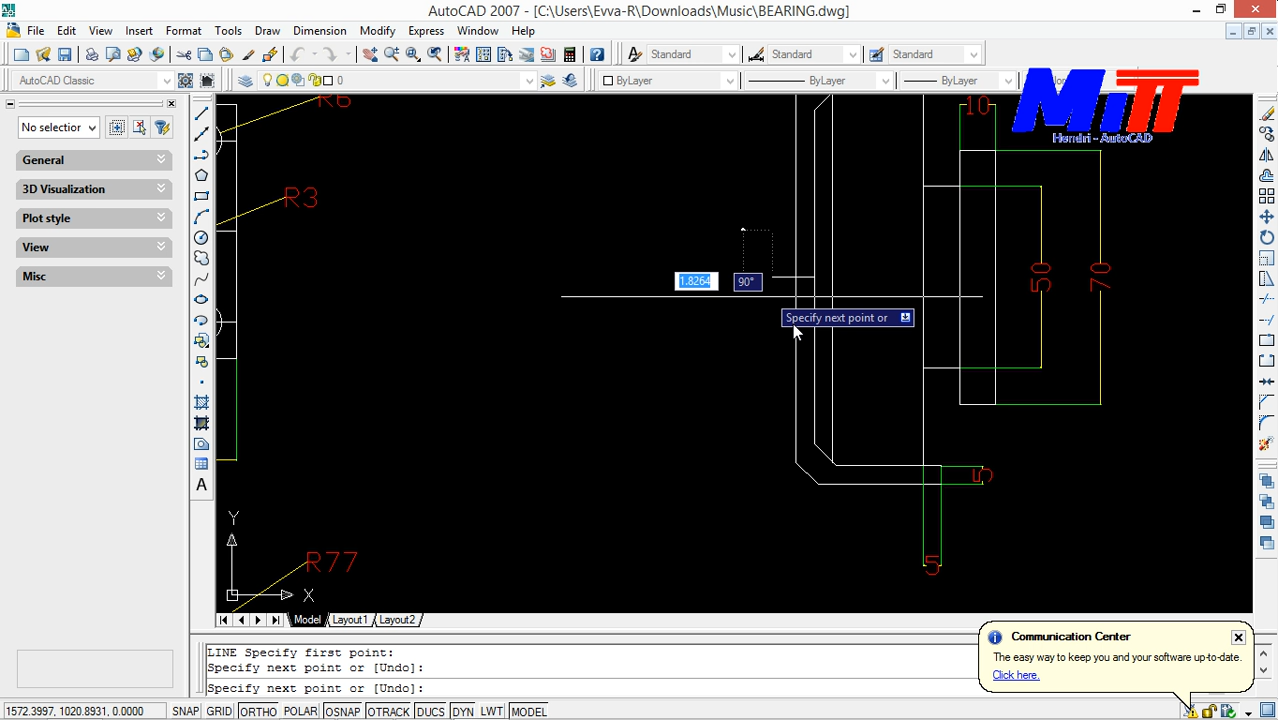 AutoCAD 2007 - [C:\Users\Evva-R\Downloads\Music\BEARING.dwg]
File Edit View Insert Format Tools Draw Dimension Modify Express Window Help
Standard Standard Standard
AutoCAD Classic 0 ByLayer ByLayer ByLayer
MiTT
Hendri - AutoCAD
No selection
General
3D Visualization
Plot style
View
Misc
R6
10
R3
1.8264 90°
50
70
Specify next point or
5
5
R77
Y
X
Model Layout1 Layout2
LINE Specify first point:
Specify next point or [Undo]:
Specify next point or [Undo]:
Communication Center
The easy way to keep you and your software up-to-date.
Click here.
1572.3997, 1020.8931, 0.0000 SNAP GRID ORTHO POLAR OSNAP OTRACK DUCS DYN LWT MODEL